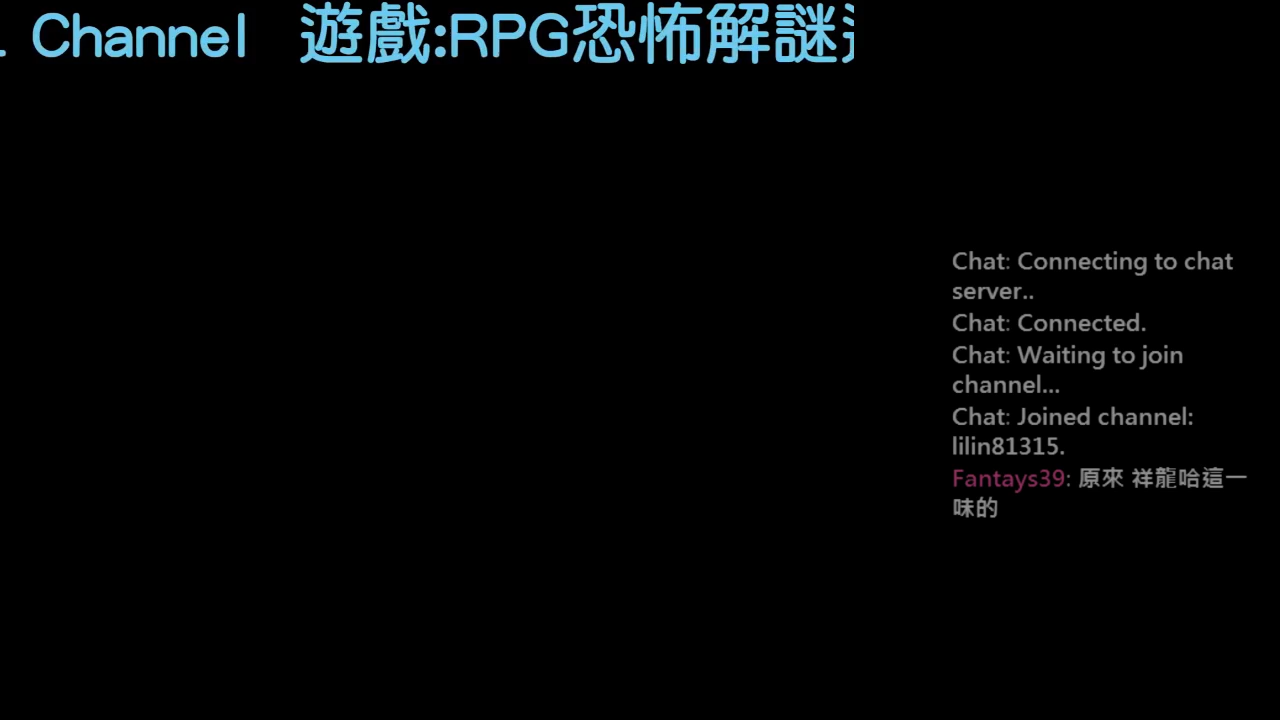 . Channel 遊戲:RPG恐怖解謎
Chat: Connecting to chat
server..
Chat: Connected.
Chat: Waiting to join
channel...
Chat: Joined channel:
lilin81315.
Fantays39: 原來 祥龍哈這一
味的